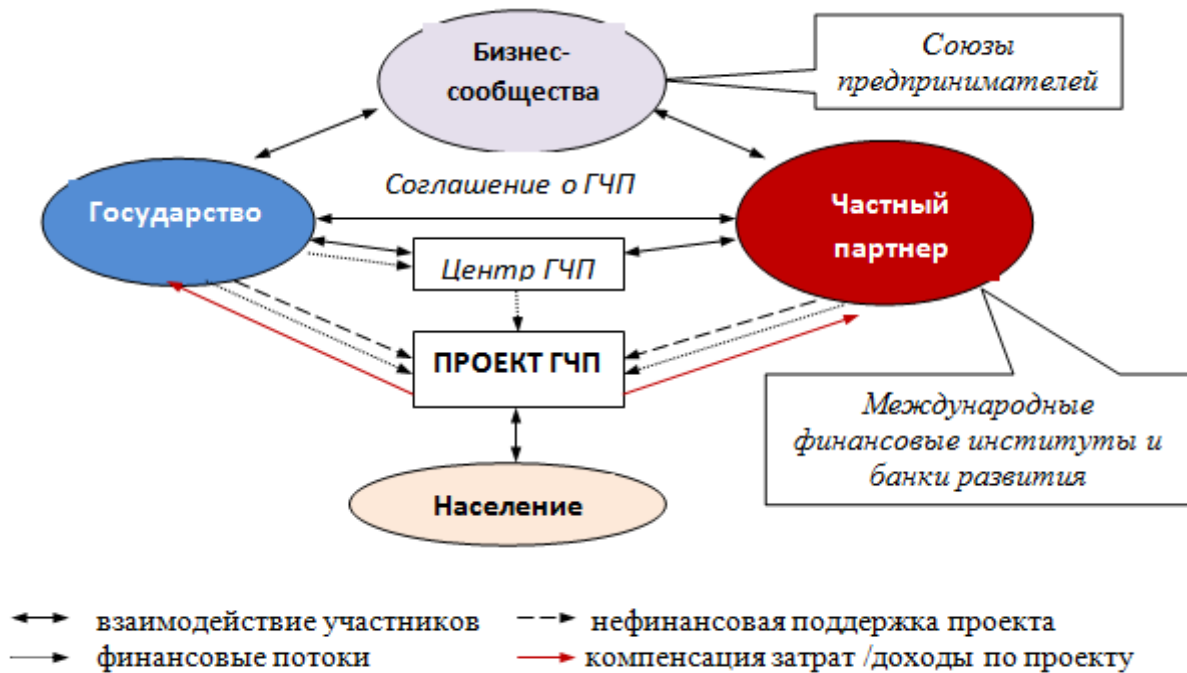 Бизнес-
сообщества
Союзы
предпринимателей
Соглашение о ГЧП
Государство
Частный
партнер
Центр ГЧП
ПРОЕКТ ГЧП
Международные
финансовые институты и
банки развития
Население
взаимодействие участников
нефинансовая поддержка проекта
финансовые потоки
компенсация затрат /доходы по проекту